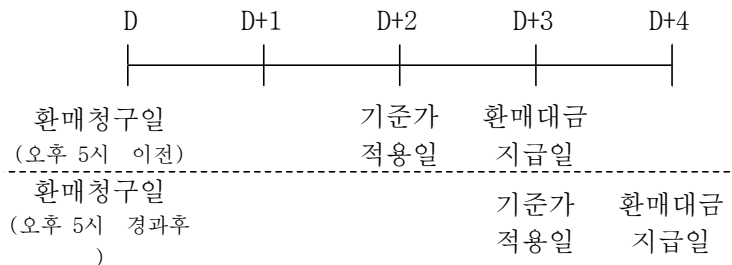 D D+1 D+2 D+3 D+4
환매청구일 기준가 환매대금
(오후 5시 이전) 적용일 지급일
환매청구일 기준가 환매대금
(오후 5시 경과후 적용일 지급일
)